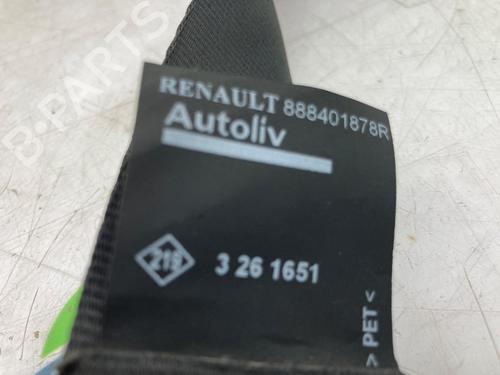 RENAULT 888401878R
Autoliv
219 3 26 1651
> PET <
B-PARTS